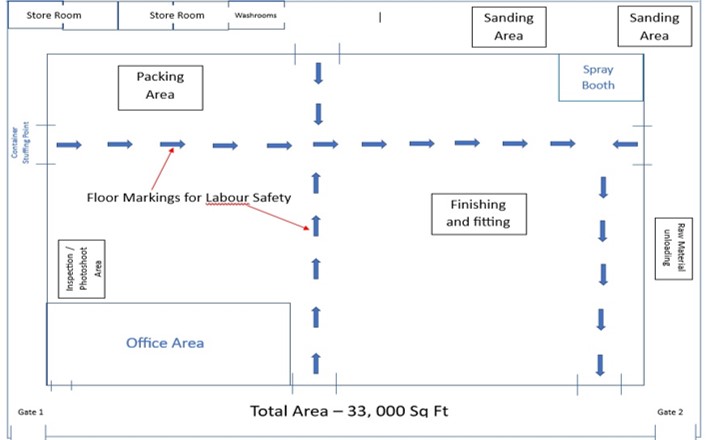 Store Room
Store Room
Washrooms
Sanding
Area
Sanding
Area
Packing
Area
Spray
Booth
Container
Stuffing Point
Floor Markings for Labour Safety
Finishing
and fitting
Raw Material
unloading
Inspection /
Photoshoot
Area
Office Area
Gate 1
Total Area – 33, 000 Sq Ft
Gate 2